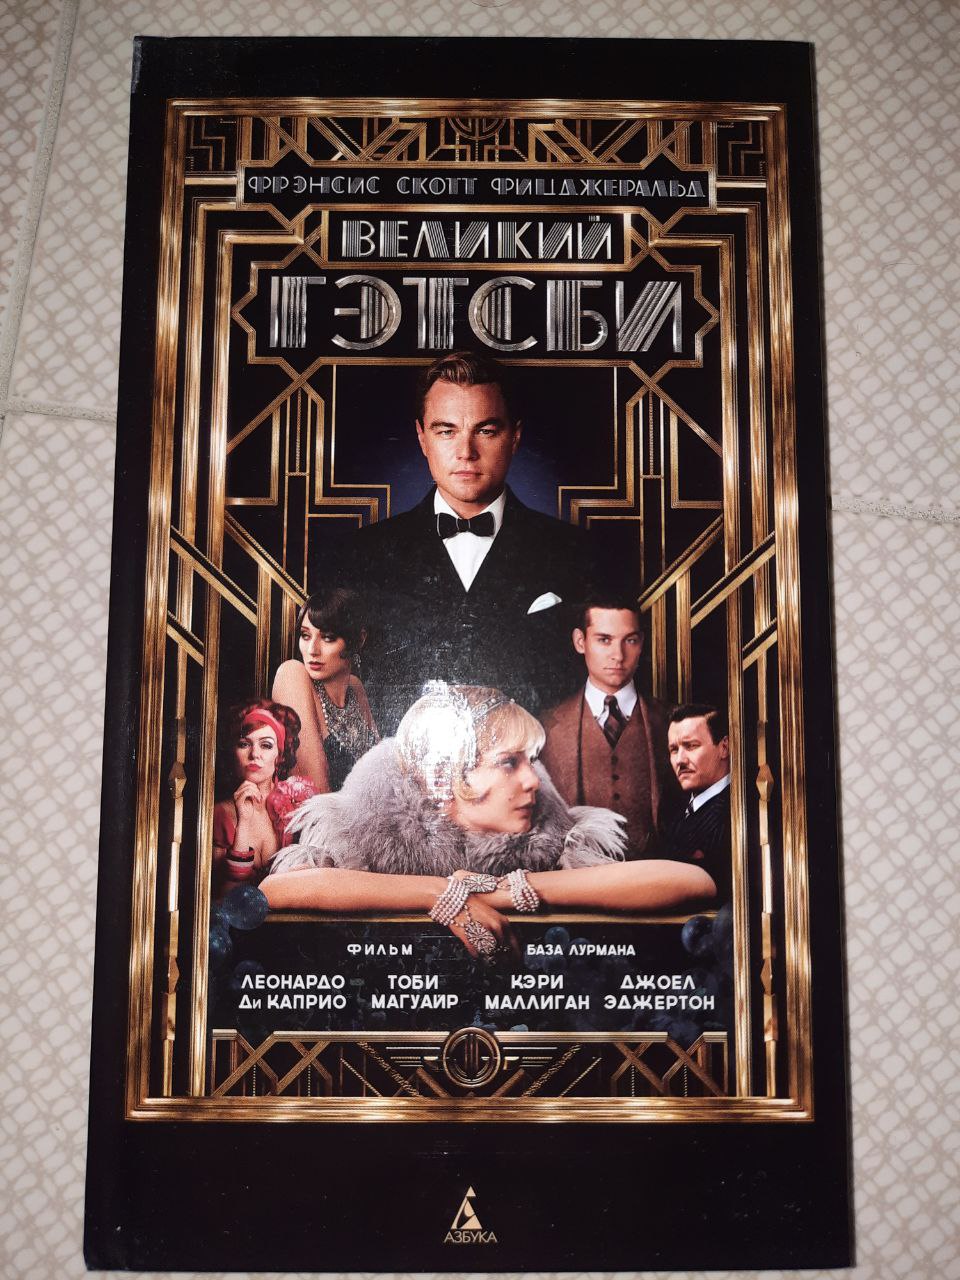 ФРЭНСИС СКОТТ ФИЦДЖЕРАЛЬД
ВЕЛИКИЙ
ГЭТСБИ
ФИЛЬМ БАЗА ЛУРМАНА
ЛЕОНАРДО ДИ КАПРИО
ТОБИ МАГУАЙР
КЭРИ МАЛЛИГАН
ДЖОЕЛ ЭДЖЕРТОН
АЗБУКА